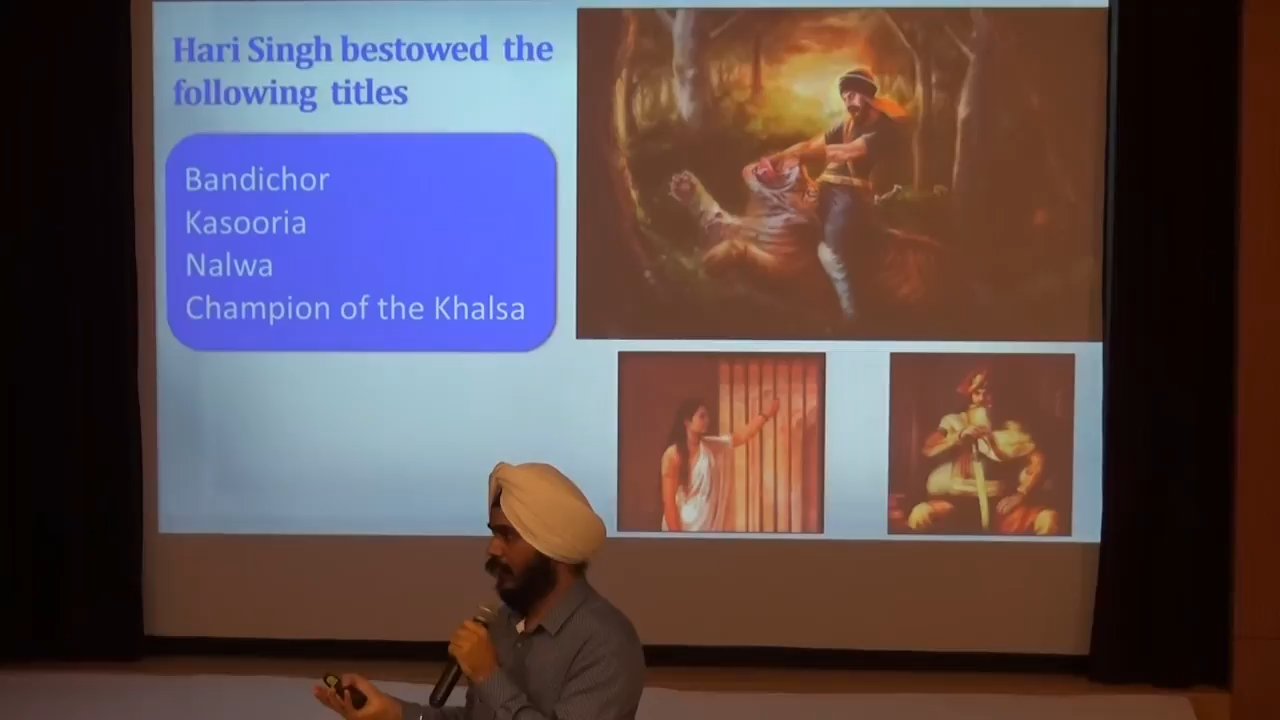 Hari Singh bestowed the
following titles
Bandichor
Kasooria
Nalwa
Champion of the Khalsa